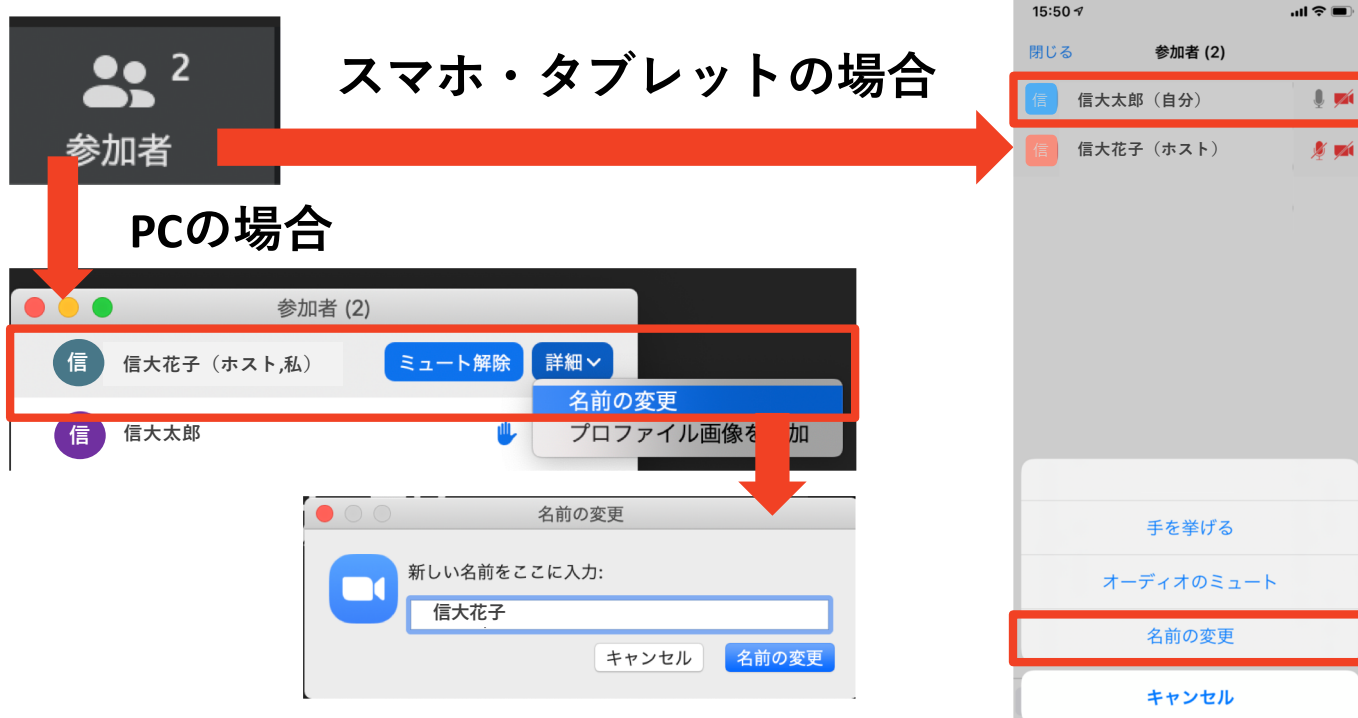 2
参加者
スマホ・タブレットの場合
PCの場合
参加者 (2)
信 信大花子（ホスト,私） ミュート解除 詳細
名前の変更
信 信大太郎
プロファイル画像を 加
名前の変更
新しい名前をここに入力:
信大花子
キャンセル 名前の変更
15:50
閉じる 参加者 (2)
信 信大太郎（自分）
信 信大花子（ホスト）
手を挙げる
オーディオのミュート
名前の変更
キャンセル